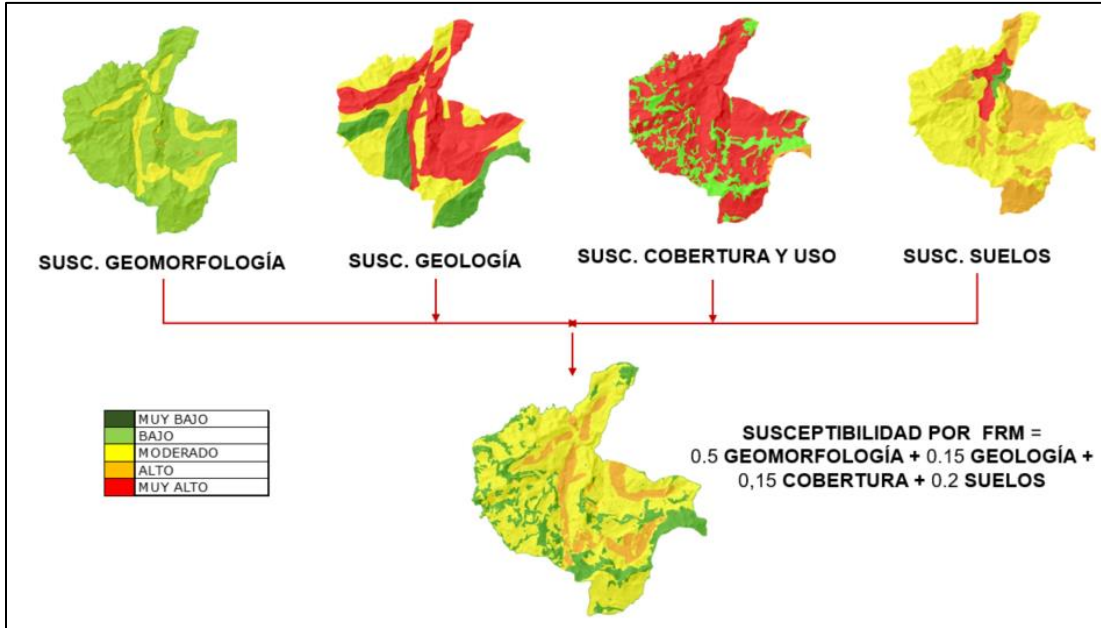 SUSC. GEOMORFOLOGÍA
SUSC. GEOLOGÍA
SUSC. COBERTURA Y USO
SUSC. SUELOS
MUY BAJO
BAJO
MODERADO
ALTO
MUY ALTO
SUSCEPTIBILIDAD POR FRM =
0.5 GEOMORFOLOGÍA + 0.15 GEOLOGÍA +
0,15 COBERTURA + 0.2 SUELOS